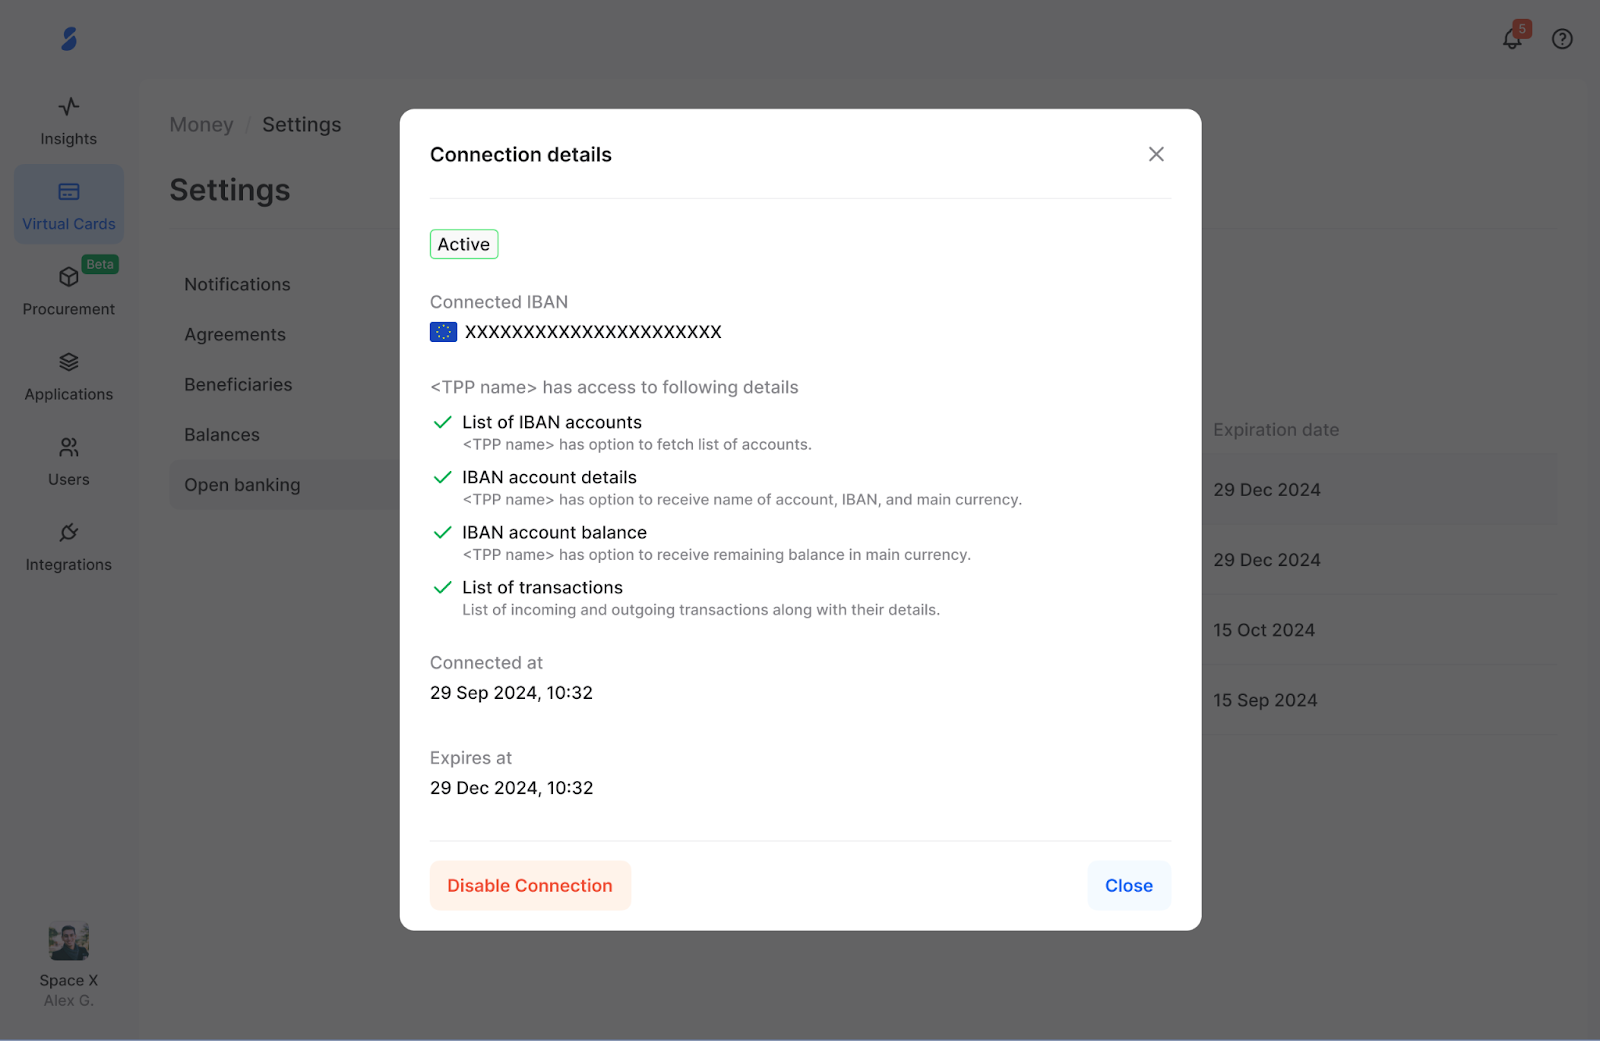 5
Insights
Virtual Cards
Beta
Procurement
Applications
Users
Integrations
Space X
Alex G.
Money / Settings
Settings
Notifications
Agreements
Beneficiaries
Balances
Open banking
Expiration date
29 Dec 2024
29 Dec 2024
15 Oct 2024
15 Sep 2024
Connection details
Active
Connected IBAN
XXXXXXXXXXXXXXXXXXXXXX
<TPP name> has access to following details
List of IBAN accounts
<TPP name> has option to fetch list of accounts.
IBAN account details
<TPP name> has option to receive name of account, IBAN, and main currency.
IBAN account balance
<TPP name> has option to receive remaining balance in main currency.
List of transactions
List of incoming and outgoing transactions along with their details.
Connected at
29 Sep 2024, 10:32
Expires at
29 Dec 2024, 10:32
Disable Connection
Close